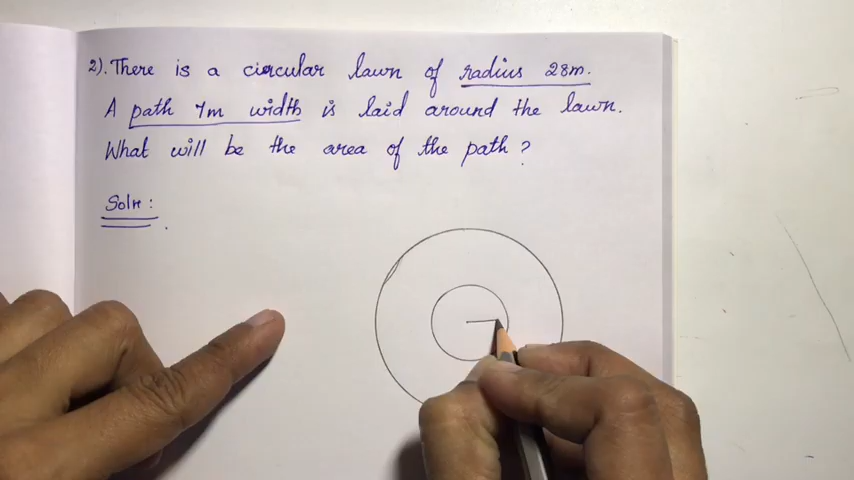 2). There is a circular lawn of radius 28m.
A path 7m width is laid around the lawn.
What will be the area of the path?
Soln: